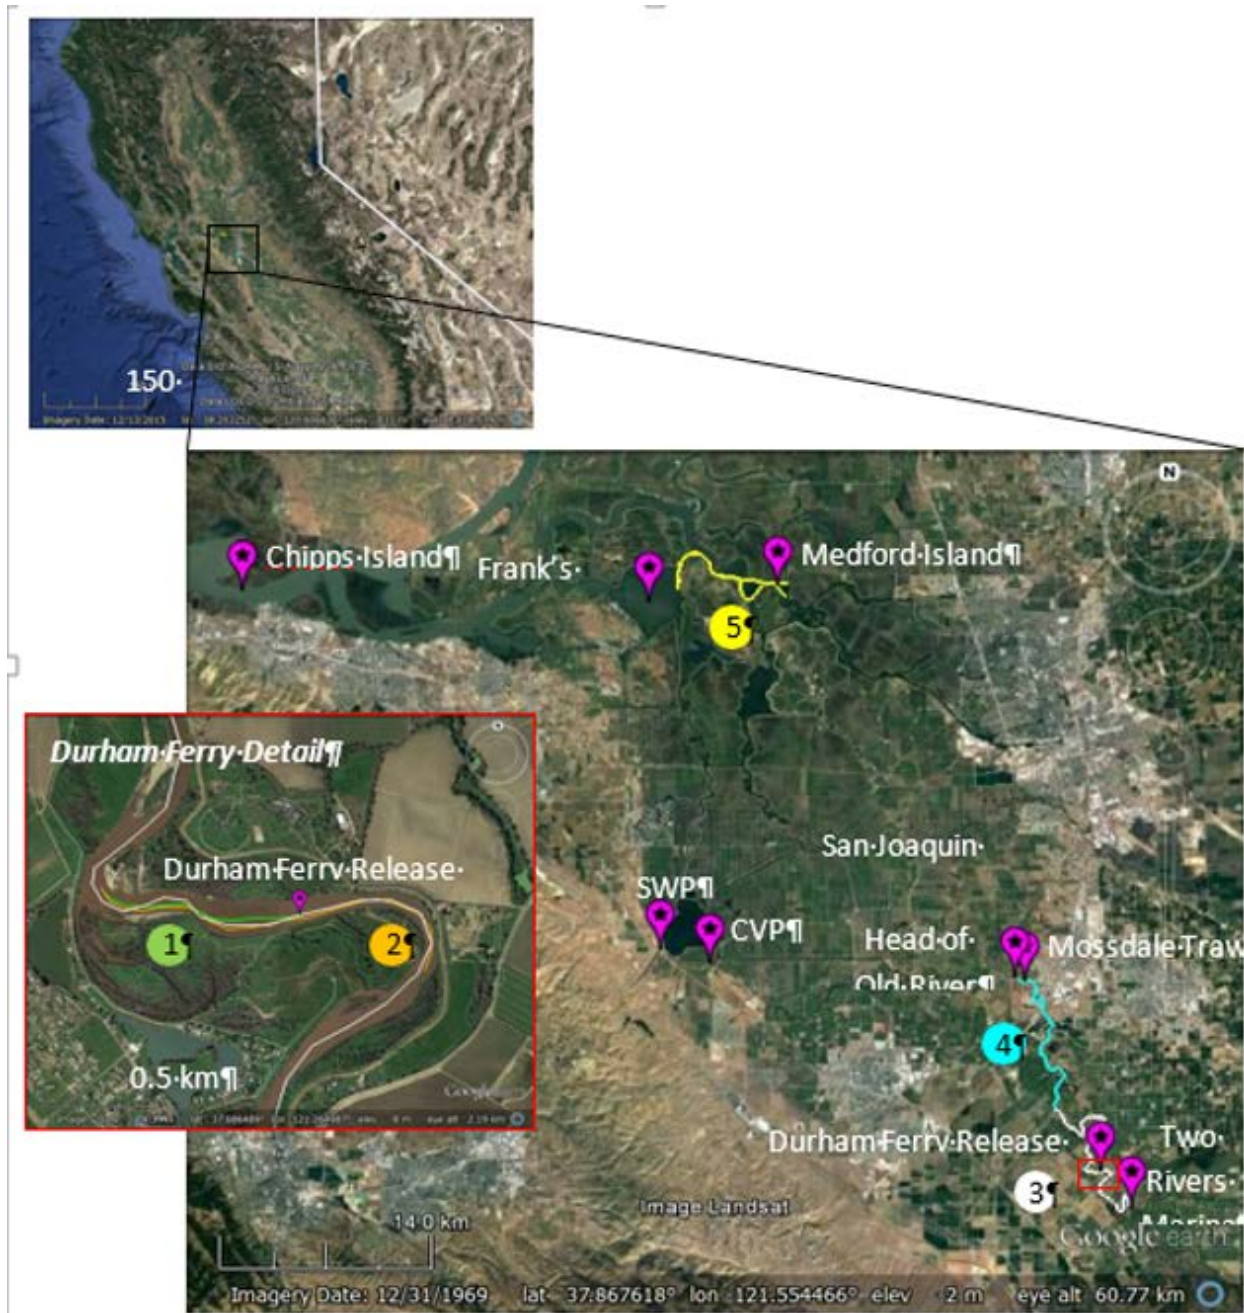 150·
Imagery Date: 12/13/2015
N
Chipps·Island¶
Frank's·
Medford·Island¶
5¶
Durham·Ferry·Detail¶
Durham·Ferry·Release·
1¶
2¶
0.5·km¶
San·Joaquin·
SWP¶
CVP¶
Head·of·
Old·River¶
Mossdale·Traw
4¶
Durham·Ferry·Release·
Two·
Rivers·
Marina
3¶
Image Landsat
14.0 km
Google earth
Imagery Date: 12/31/1969 lat 37.867618° lon -121.554466° elev -2 m eye alt 60.77 km